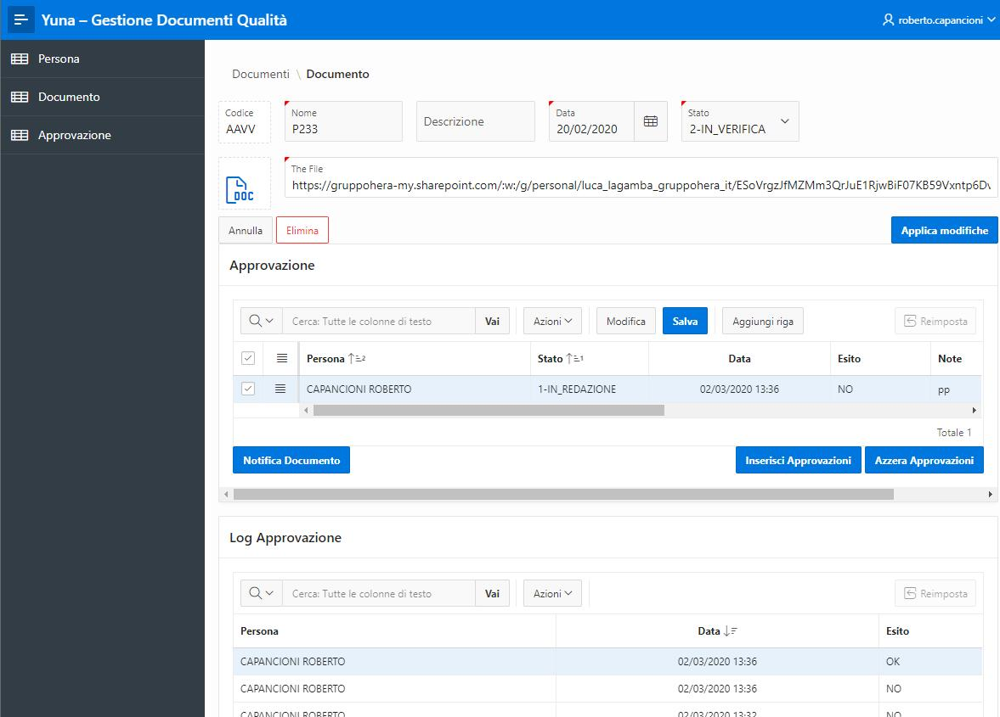 Yuna – Gestione Documenti Qualità
roberto.capancioni
Persona
Documento
Approvazione
Documenti \ Documento
Codice
AAVV
Nome
P233
Descrizione
Data
20/02/2020
Stato
2-IN_VERIFICA
DOC
The File
https://gruppohera-my.sharepoint.com/:w:/g/personal/luca_lagamba_gruppohera_it/ESoVrgzJfMZMm3QrJuE1RjwBiF07KB59Vxntp6Dv
Annulla
Elimina
Applica modifiche
Approvazione
Cerca: Tutte le colonne di testo
Vai
Azioni
Modifica
Salva
Aggiungi riga
Reimposta
Persona 2 Stato 1 Data Esito Note
CAPANCIONI ROBERTO 1-IN_REDAZIONE 02/03/2020 13:36 NO pp
Totale 1
Notifica Documento
Inserisci Approvazioni
Azzera Approvazioni
Log Approvazione
Cerca: Tutte le colonne di testo
Vai
Azioni
Reimposta
Persona Data Esito
CAPANCIONI ROBERTO 02/03/2020 13:36 OK
CAPANCIONI ROBERTO 02/03/2020 13:36 NO
CAPANCIONI ROBERTO 02/03/2020 13:32 NO